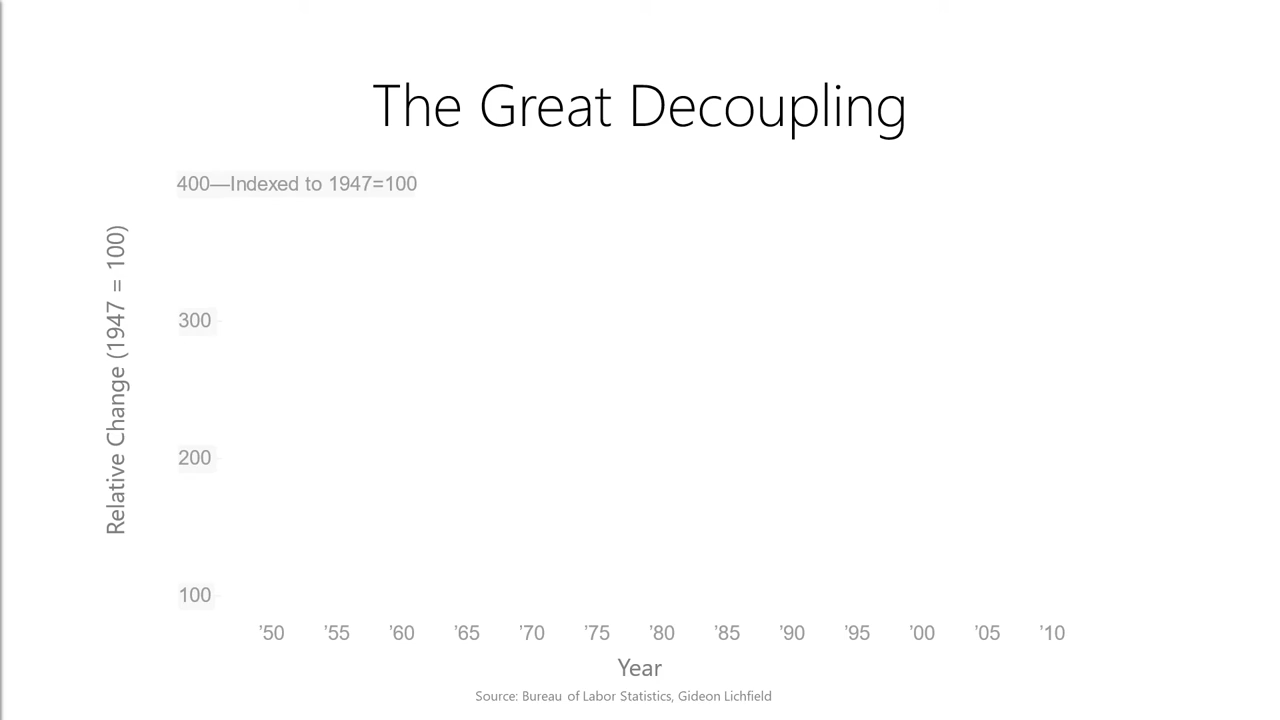 The Great Decoupling
400—Indexed to 1947=100
Relative Change (1947 = 100)
300
200
100
’50 ’55 ’60 ’65 ’70 ’75 ’80 ’85 ’90 ’95 ’00 ’05 ’10
Year
Source: Bureau of Labor Statistics, Gideon Lichfield